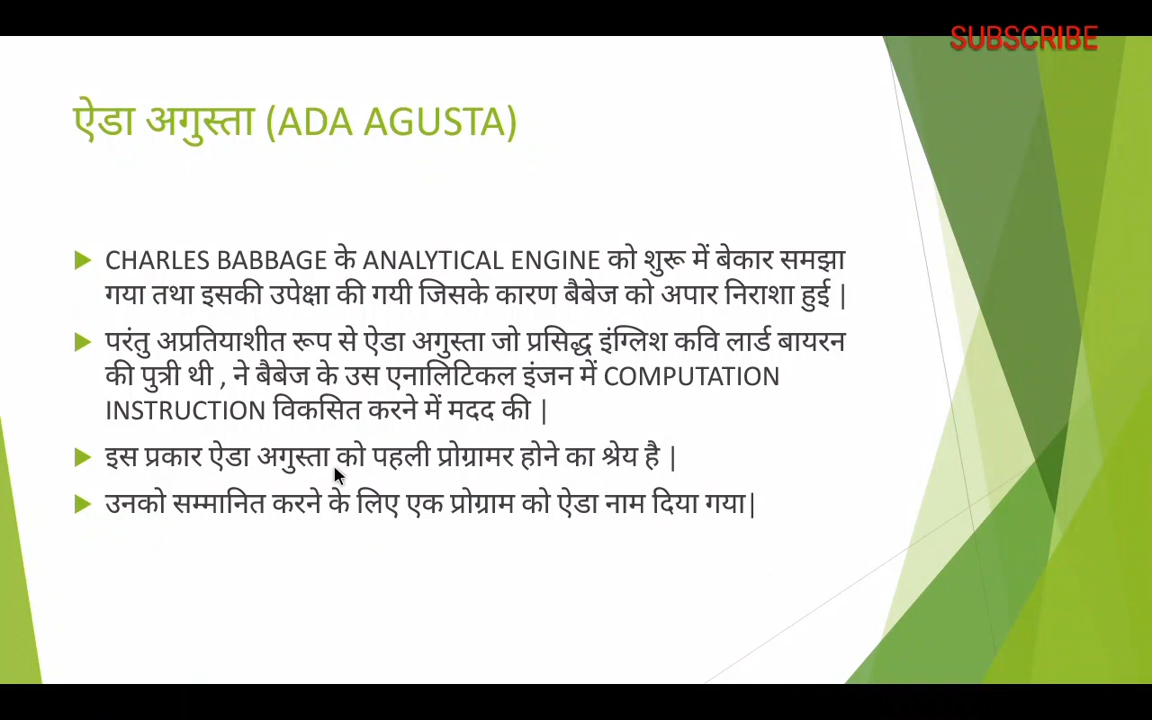 SUBSCRIBE
ऐडा अगुस्ता (ADA AGUSTA)
CHARLES BABBAGE के ANALYTICAL ENGINE को शुरू में बेकार समझा
गया तथा इसकी उपेक्षा की गयी जिसके कारण बैबेज को अपार निराशा हुई |
परंतु अप्रतियाशीत रूप से ऐडा अगुस्ता जो प्रसिद्ध इंग्लिश कवि लार्ड बायरन
की पुत्री थी , ने बैबेज के उस एनालिटिकल इंजन में COMPUTATION
INSTRUCTION विकसित करने में मदद की |
इस प्रकार ऐडा अगुस्ता को पहली प्रोग्रामर होने का श्रेय है |
उनको सम्मानित करने के लिए एक प्रोग्राम को ऐडा नाम दिया गया|